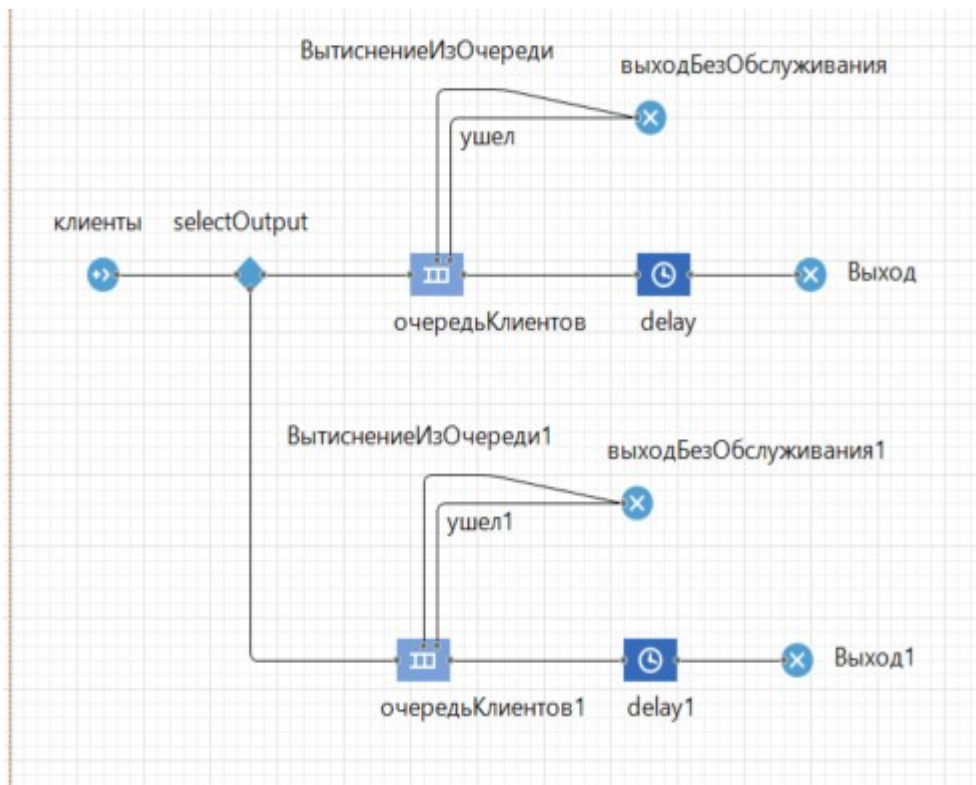 ВытиснениеИзОчереди
выходБезОбслуживания
ушел
клиенты
selectOutput
Выход
очередьКлиентов
delay
ВытиснениеИзОчереди1
выходБезОбслуживания1
ушел1
Выход1
очередьКлиентов1
delay1